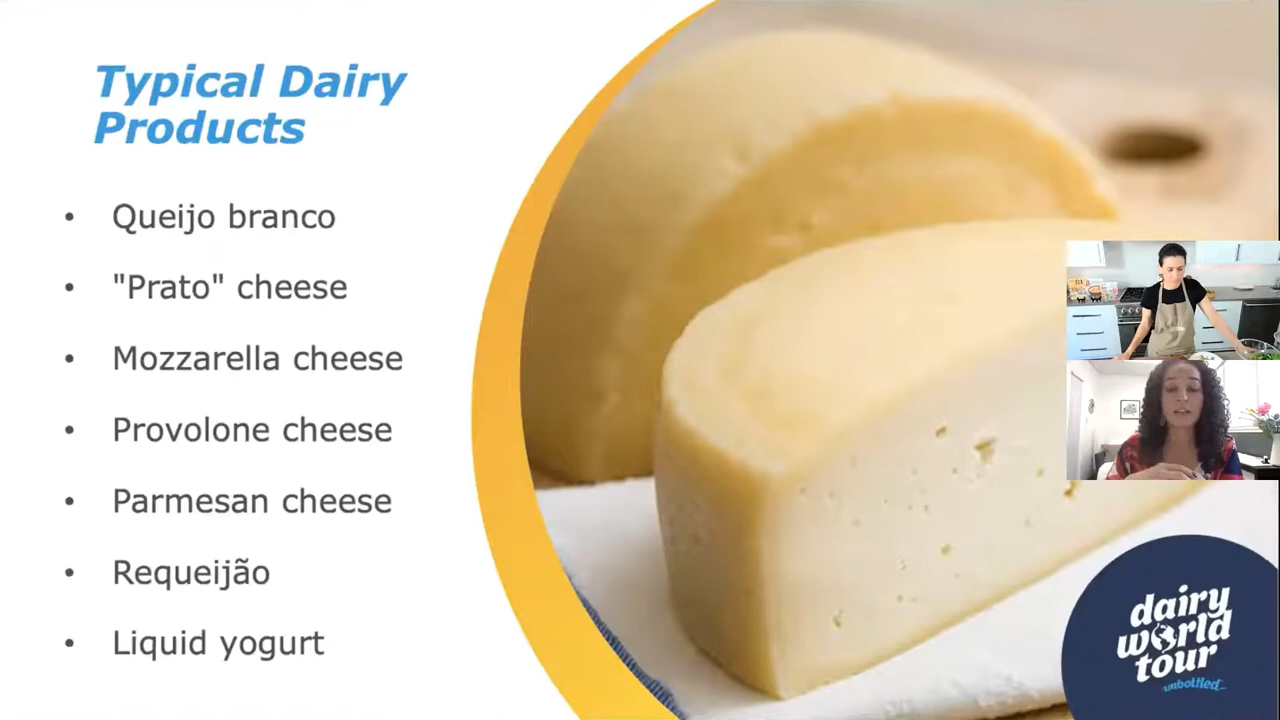 Typical Dairy
Products
• Queijo branco
• "Prato" cheese
• Mozzarella cheese
• Provolone cheese
• Parmesan cheese
• Requeijão
• Liquid yogurt
dairy
world
tour
unbottled